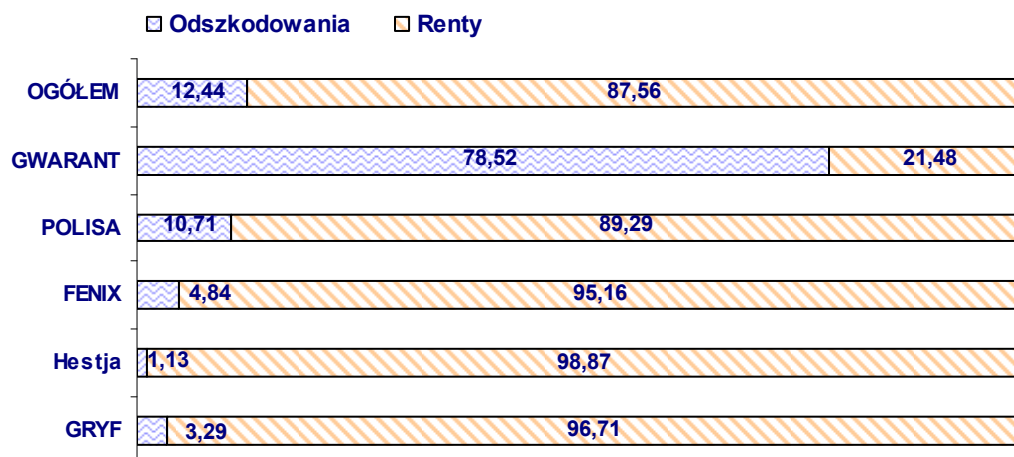 Odszkodowania Renty
OGÓŁEM 12,44 87,56
GWARANT 78,52 21,48
POLISA 10,71 89,29
FENIX 4,84 95,16
Hestja 1,13 98,87
GRYF 3,29 96,71